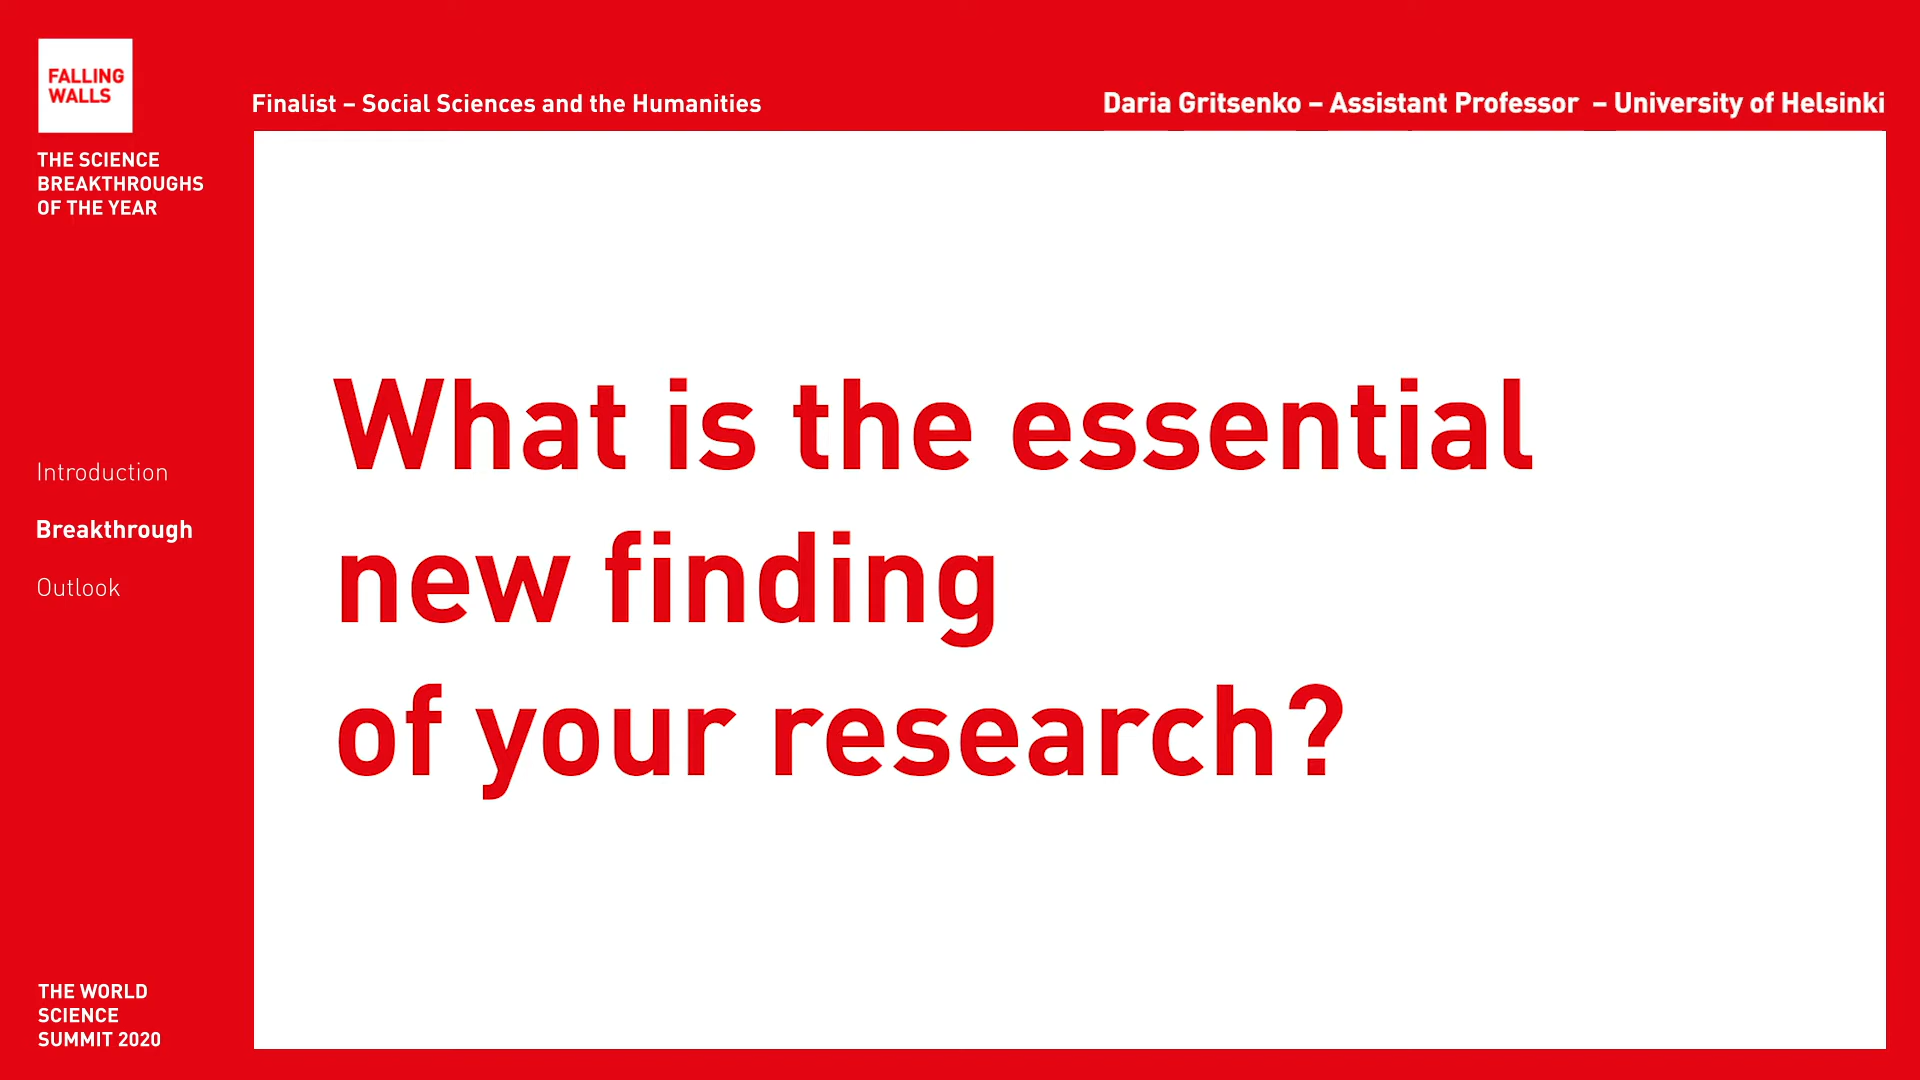 FALLING
WALLS
THE SCIENCE
BREAKTHROUGHS
OF THE YEAR
Finalist – Social Sciences and the Humanities
Daria Gritsenko – Assistant Professor – University of Helsinki
Introduction
Breakthrough
Outlook
What is the essential
new finding
of your research?
THE WORLD
SCIENCE
SUMMIT 2020